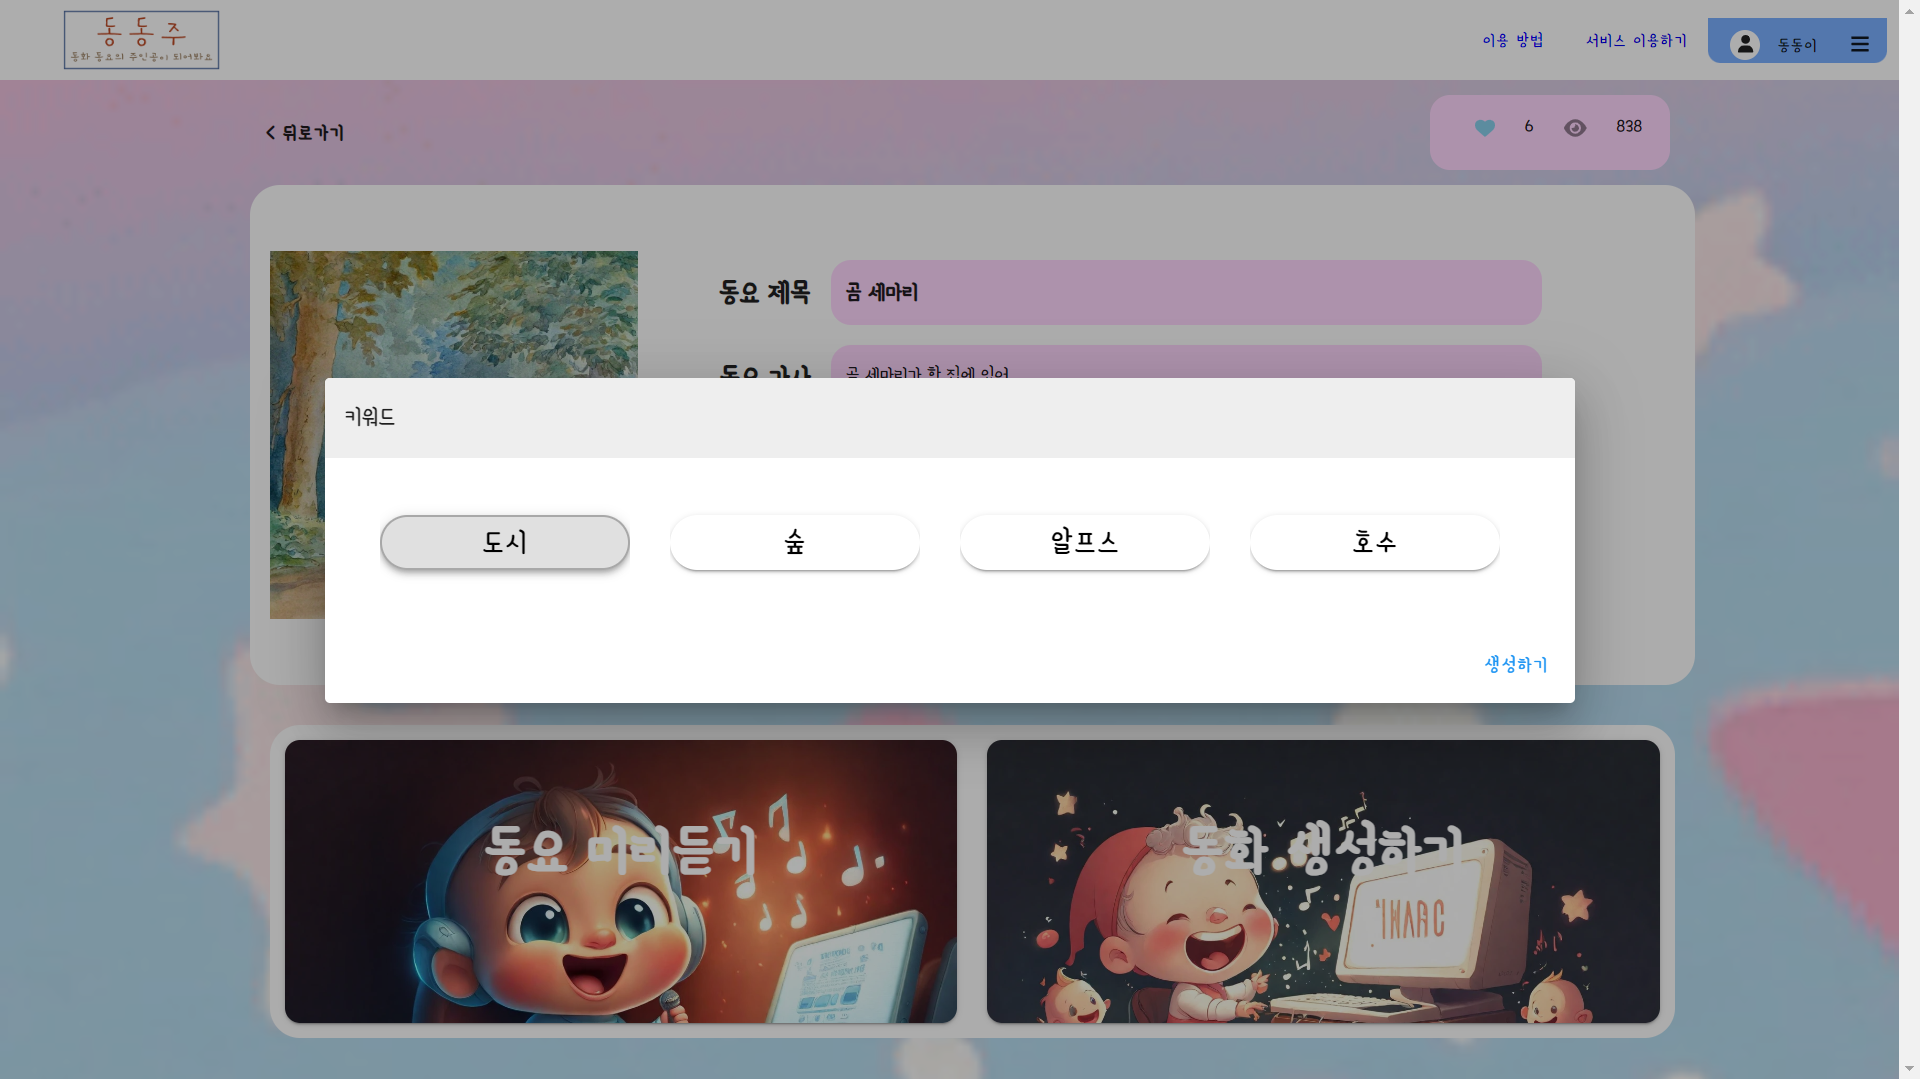 동동주
동화 동요의 주인공이 되어봐요
이용 방법
서비스 이용하기
동동이
뒤로가기
6
838
동요 제목
곰 세마리
동요 가사
곰 세마리가 한 집에 있어
키워드
도시
숲
알프스
호수
생성하기
동요 미리듣기
동화 생성하기